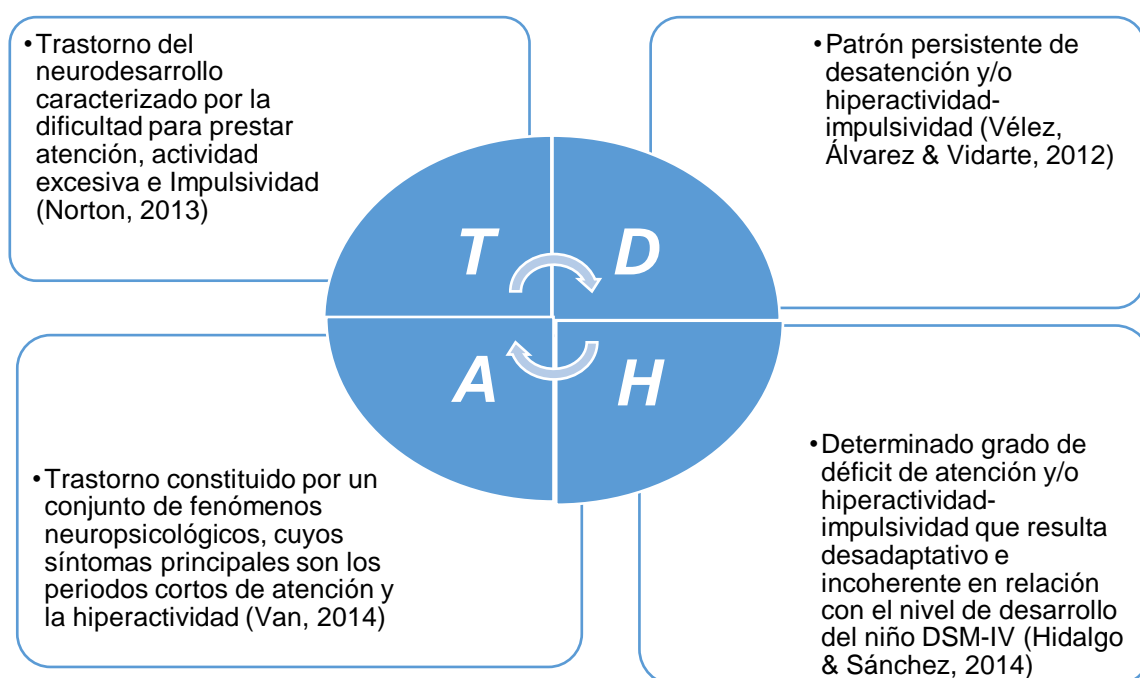 •Trastorno del
neurodesarrollo
caracterizado por la
dificultad para prestar
atención, actividad
excesiva e Impulsividad
(Norton, 2013)
•Patrón persistente de
desatención y/o
hiperactividad-
impulsividad (Vélez,
Álvarez & Vidarte, 2012)
T
D
A
H
•Trastorno constituido por un
conjunto de fenómenos
neuropsicológicos, cuyos
síntomas principales son los
periodos cortos de atención y
la hiperactividad (Van, 2014)
•Determinado grado de
déficit de atención y/o
hiperactividad-
impulsividad que resulta
desadaptativo e
incoherente en relación
con el nivel de desarrollo
del niño DSM-IV (Hidalgo
& Sánchez, 2014)